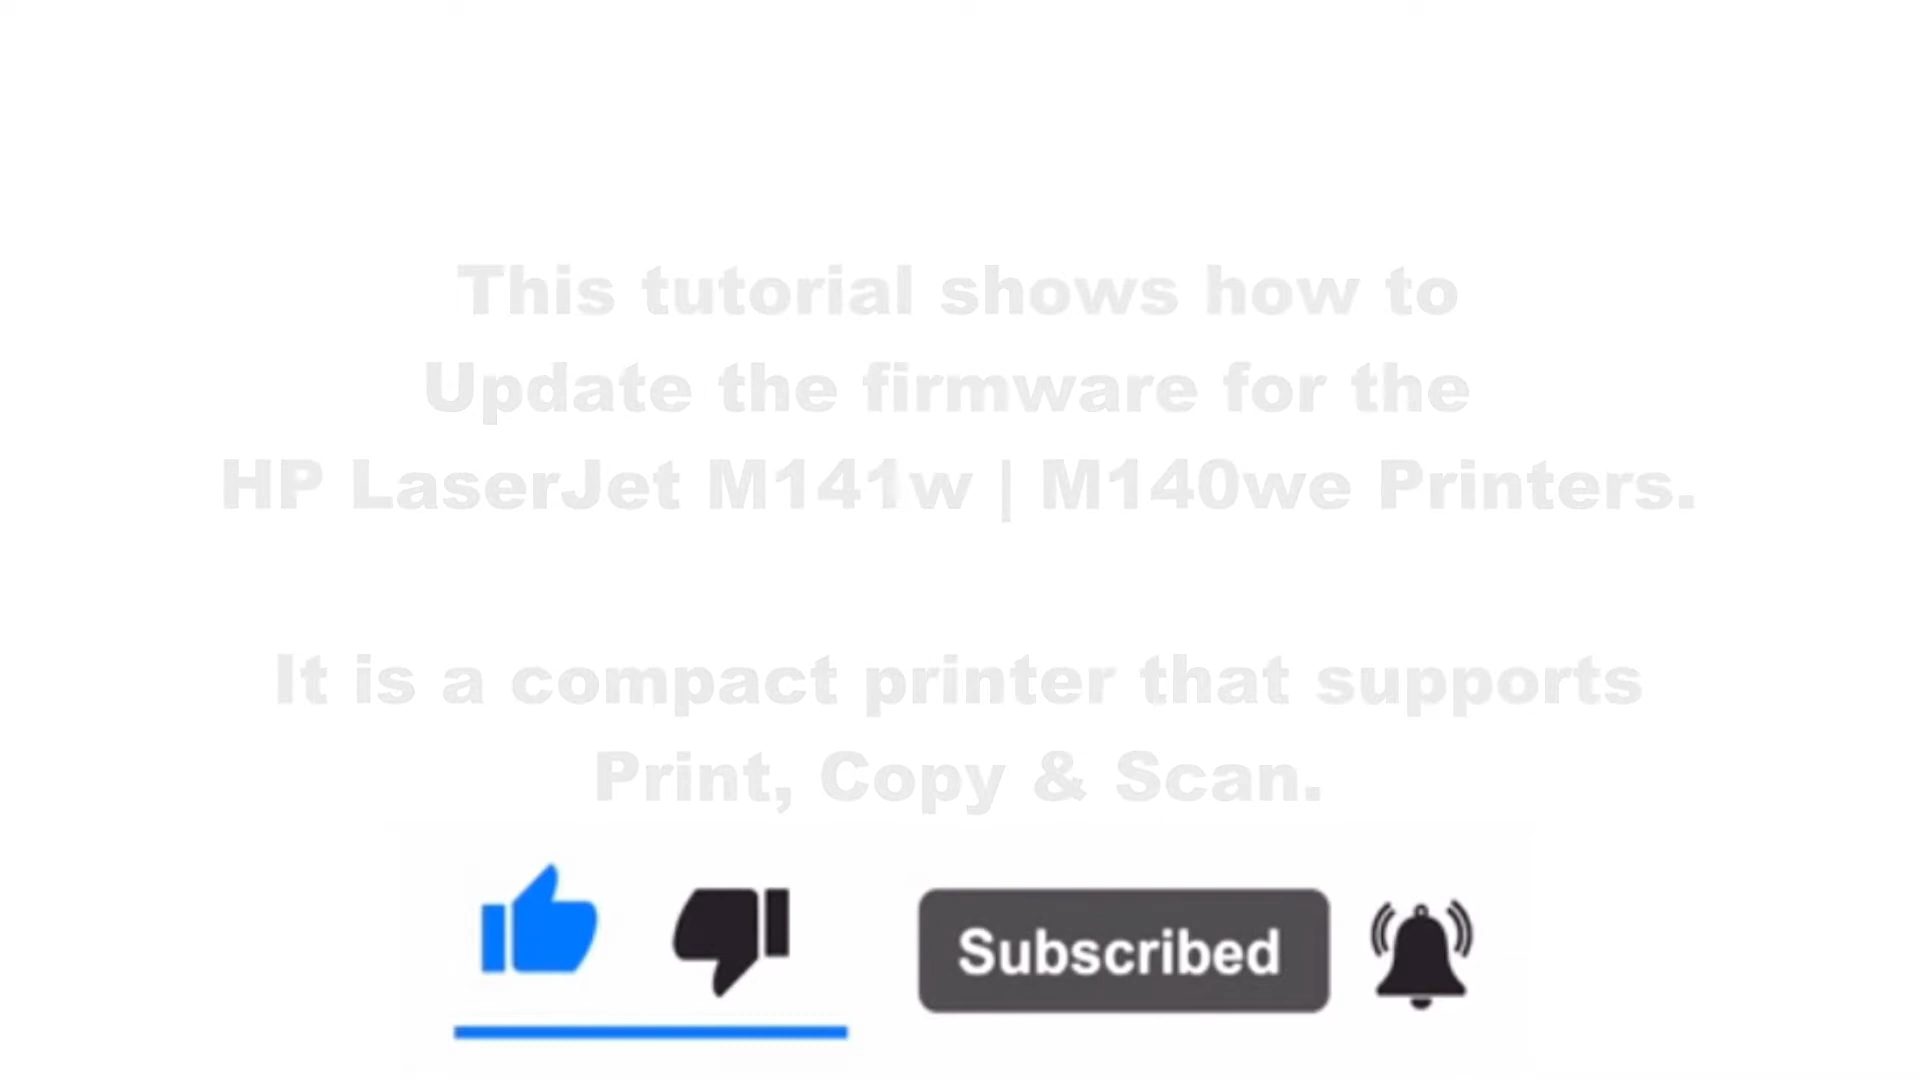 This tutorial shows how to
Update the firmware for the
HP LaserJet M141w | M140we Printers.
It is a compact printer that supports
Print, Copy & Scan.
Subscribed